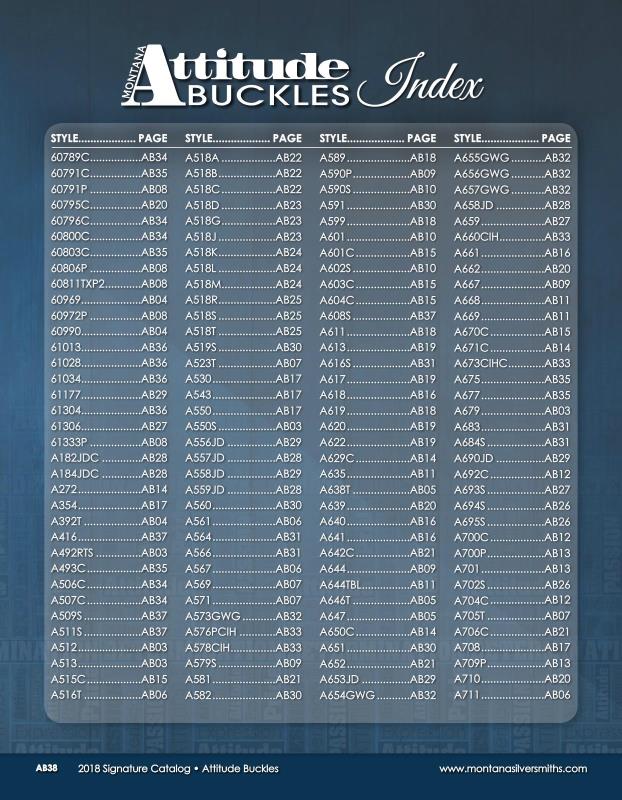 MONTANA
Attitude
BUCKLES Index
STYLE................... PAGE
60789C................AB34
60791C................AB35
60791P................AB08
60795C................AB20
60796C................AB34
60800C................AB34
60803C................AB35
60806P................AB08
60811TXP2...........AB08
60969...................AB04
60972P................AB08
60990...................AB04
61013...................AB36
61028...................AB36
61034...................AB36
61177...................AB29
61304...................AB36
61306...................AB27
61333P................AB08
A182JDC ............AB28
A184JDC ............AB28
A272....................AB14
A354....................AB17
A392T ..................AB04
A416....................AB37
A492RTS ..............AB03
A493C.................AB35
A506C.................AB34
A507C.................AB34
A509S..................AB37
A511S..................AB37
A512....................AB03
A513....................AB03
A515C.................AB15
A516T...................AB06
STYLE................... PAGE
A518A .................AB22
A518B..................AB22
A518C.................AB22
A518D.................AB23
A518G.................AB23
A518J ..................AB23
A518K..................AB24
A518L ..................AB24
A518M ................AB24
A518R..................AB25
A518S..................AB25
A518T ..................AB25
A519S..................AB30
A523T ..................AB07
A530....................AB17
A543....................AB17
A550....................AB17
A550S..................AB03
A556JD ...............AB29
A557JD ...............AB28
A558JD ...............AB29
A559JD ...............AB28
A560....................AB30
A561....................AB06
A564....................AB31
A566....................AB31
A567....................AB06
A569....................AB07
A571....................AB07
A573GWG ..........AB32
A576PCIH ...........AB33
A578CIH..............AB33
A579S..................AB09
A581....................AB21
A582....................AB30
STYLE................... PAGE
A589....................AB18
A590P..................AB09
A590S..................AB10
A591....................AB30
A599....................AB18
A601....................AB10
A601C.................AB15
A602S..................AB10
A603C.................AB15
A604C.................AB15
A608S..................AB37
A611....................AB18
A613....................AB19
A616S..................AB31
A617....................AB19
A618....................AB16
A619....................AB18
A620....................AB19
A622....................AB19
A629C.................AB14
A635....................AB11
A638T..................AB05
A639....................AB20
A640....................AB16
A641....................AB16
A642C.................AB21
A644....................AB09
A644TBL...............AB11
A646T..................AB05
A647....................AB05
A650C.................AB14
A651....................AB30
A652....................AB21
A653JD ...............AB29
A654GWG ..........AB32
STYLE................... PAGE
A655GWG ..........AB32
A656GWG ..........AB32
A657GWG ..........AB32
A658JD ...............AB28
A659....................AB27
A660CIH..............AB33
A661....................AB16
A662....................AB20
A667....................AB09
A668....................AB11
A669....................AB11
A670C.................AB15
A671C.................AB14
A673CIHC...........AB33
A675....................AB35
A677....................AB35
A679....................AB03
A683....................AB31
A684S..................AB31
A690JD ...............AB29
A692C.................AB12
A693S..................AB27
A694S..................AB26
A695S..................AB26
A700C.................AB12
A700P..................AB13
A701....................AB13
A702S..................AB26
A704C.................AB12
A705T..................AB07
A706C.................AB21
A708....................AB17
A709P..................AB13
A710....................AB20
A711....................AB06
AB38 2018 Signature Catalog • Attitude Buckles www.montanasilversmiths.com